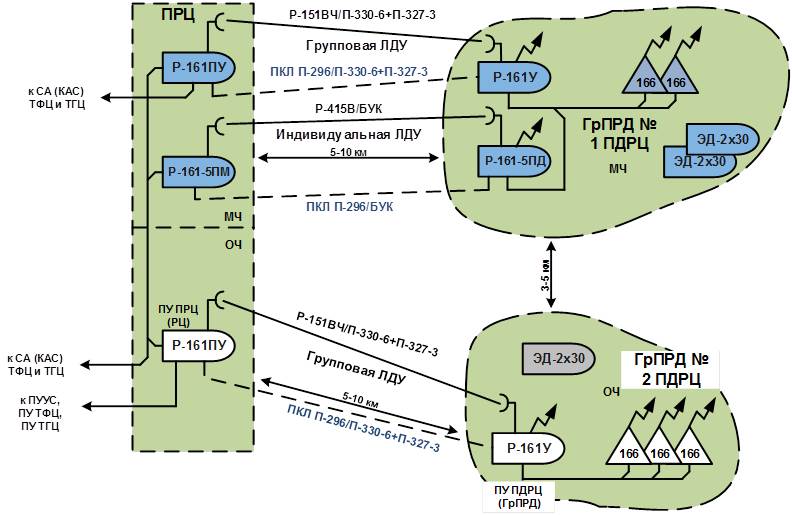 ПРЦ
Р-151ВЧ/П-330-6+П-327-3
Групповая ЛДУ
Р-161ПУ
ПКЛ П-296/П-330-6+П-327-3
Р-161У
166
166
к СА (КАС)
ТФЦ и ТГЦ
Р-415В/БУК
ГрПРД №
1 ПДРЦ
Индивидуальная ЛДУ
5-10 км
ЭД-2х30
ЭД-2х30
Р-161-5ПМ
Р-161-5ПД
МЧ
ПКЛ П-296/БУК
МЧ
ОЧ
3-5 км
ПУ ПРЦ
(РЦ)
Р-161ПУ
Р-151ВЧ/П-330-6+П-327-3
ЭД-2х30
ГрПРД №
2 ПДРЦ
к СА (КАС)
ТФЦ и ТГЦ
Групповая ЛДУ
5-10 км
ОЧ
к ПУУС,
ПУ ТФЦ,
ПУ ТГЦ
ПКЛ П-296/П-330-6+П-327-3
Р-161У
166
166
166
ПУ ПДРЦ
(ГрПРД)